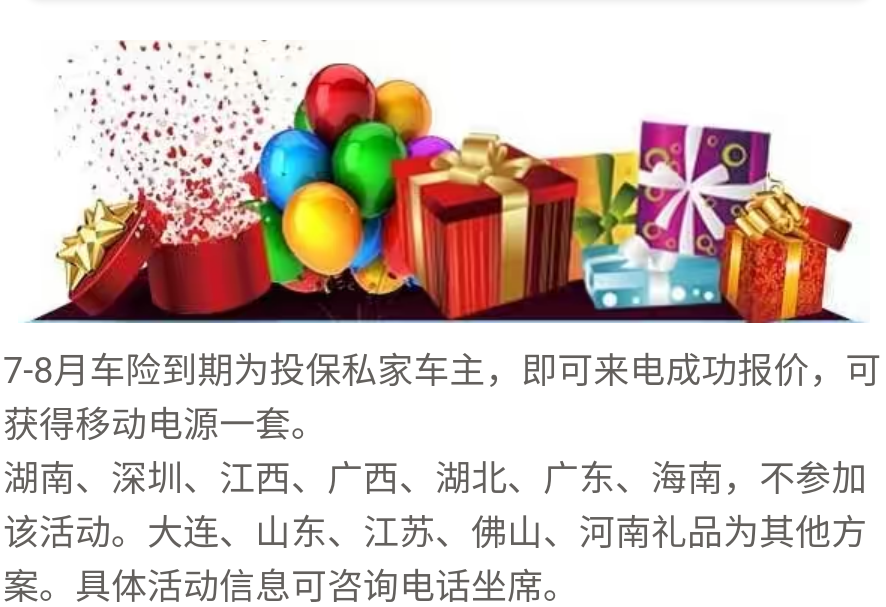 7-8月车险到期为投保私家车主，即可来电成功报价，可
获得移动电源一套。
湖南、深圳、江西、广西、湖北、广东、海南，不参加
该活动。大连、山东、江苏、佛山、河南礼品为其他方
案。具体活动信息可咨询电话坐席。